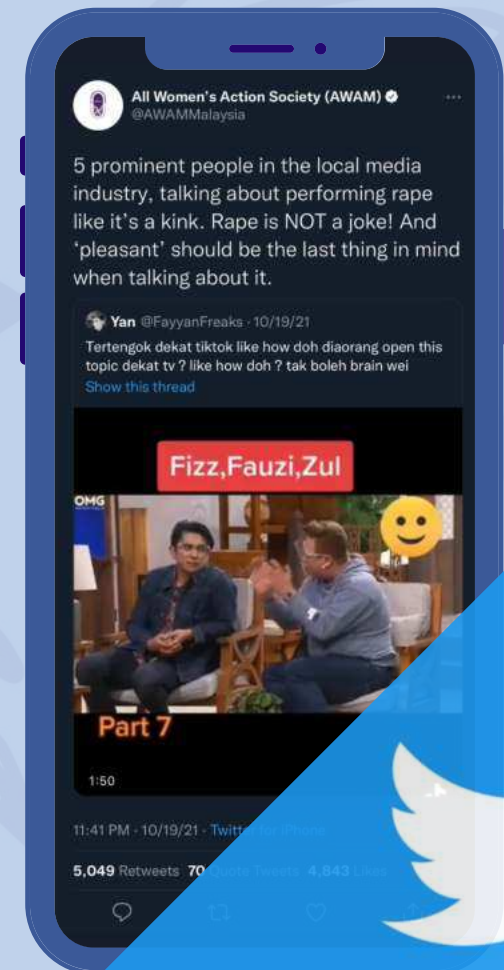 All Women's Action Society (AWAM)
@AWAMMalaysia
5 prominent people in the local media
industry, talking about performing rape
like it's a kink. Rape is NOT a joke! And
‘pleasant’ should be the last thing in mind
when talking about it.
Yan @FayyanFreaks · 10/19/21
Tertengok dekat tiktok like how doh diaorang open this
topic dekat tv ? like how doh ? tak boleh brain wei
Show this thread
Fizz,Fauzi,Zul
OMG
Part 7
1:50
11:41 PM · 10/19/21 · Twitter for iPhone
5,049 Retweets 70 Quote Tweets 4,843 Likes